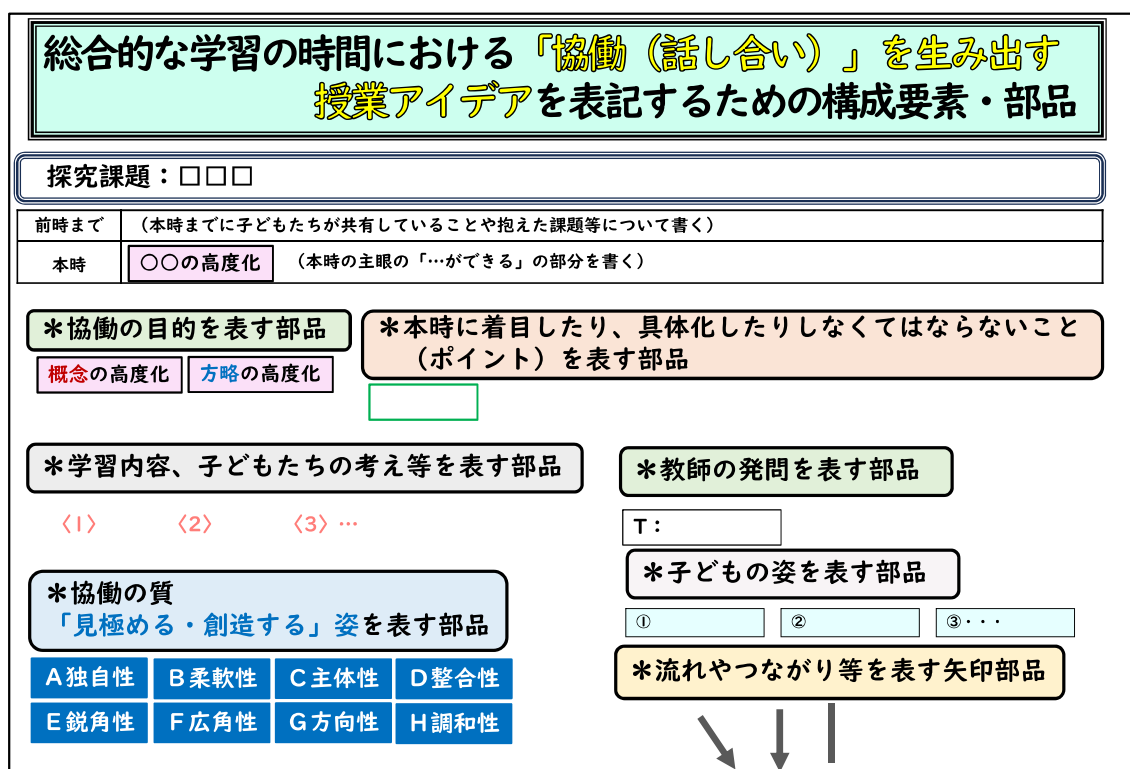 総合的な学習の時間における「協働（話し合い）」を生み出す
授業アイデアを表記するための構成要素・部品
探究課題：□□□
前時まで （本時までに子どもたちが共有していることや抱えた課題等について書く）
本時 〇〇の高度化 （本時の主眼の「…ができる」の部分を書く）
＊協働の目的を表す部品
概念の高度化 方略の高度化
＊本時に着目したり、具体化したりしなくてはならないこと
（ポイント）を表す部品
＊学習内容、子どもたちの考え等を表す部品
〈1〉 〈2〉 〈3〉…
＊教師の発問を表す部品
T：
＊子どもの姿を表す部品
① ② ③・・・
＊協働の質
「見極める・創造する」姿を表す部品
A独自性 B柔軟性 C主体性 D整合性
E鋭角性 F広角性 G方向性 H調和性
＊流れやつながり等を表す矢印部品